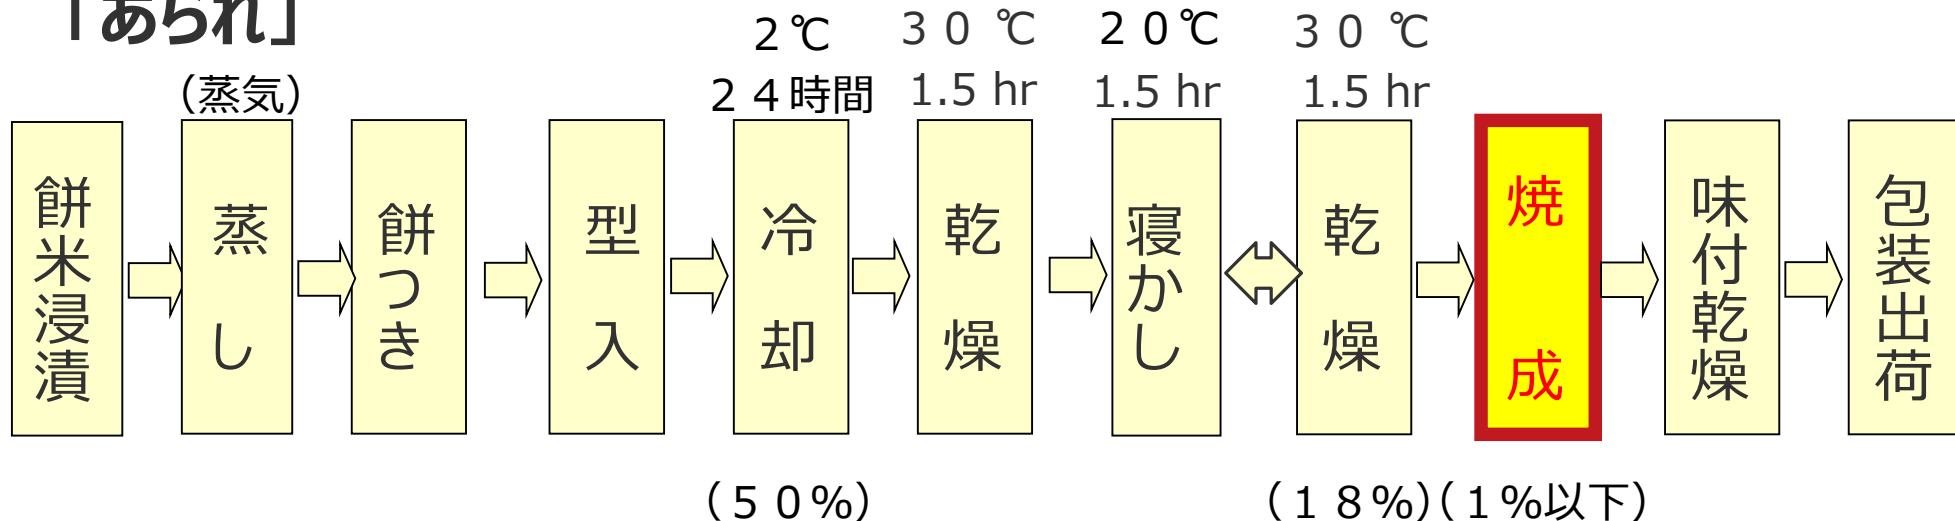 「あられ」
2℃
３０℃
２０℃
３０℃
(蒸気)
２４時間
1.5 hr
1.5 hr
1.5 hr
餅米浸漬
蒸し
餅つき
型入
冷却
乾燥
寝かし
乾燥
焼成
味付乾燥
包装出荷
(５０%)
(１８%)
(1%以下)